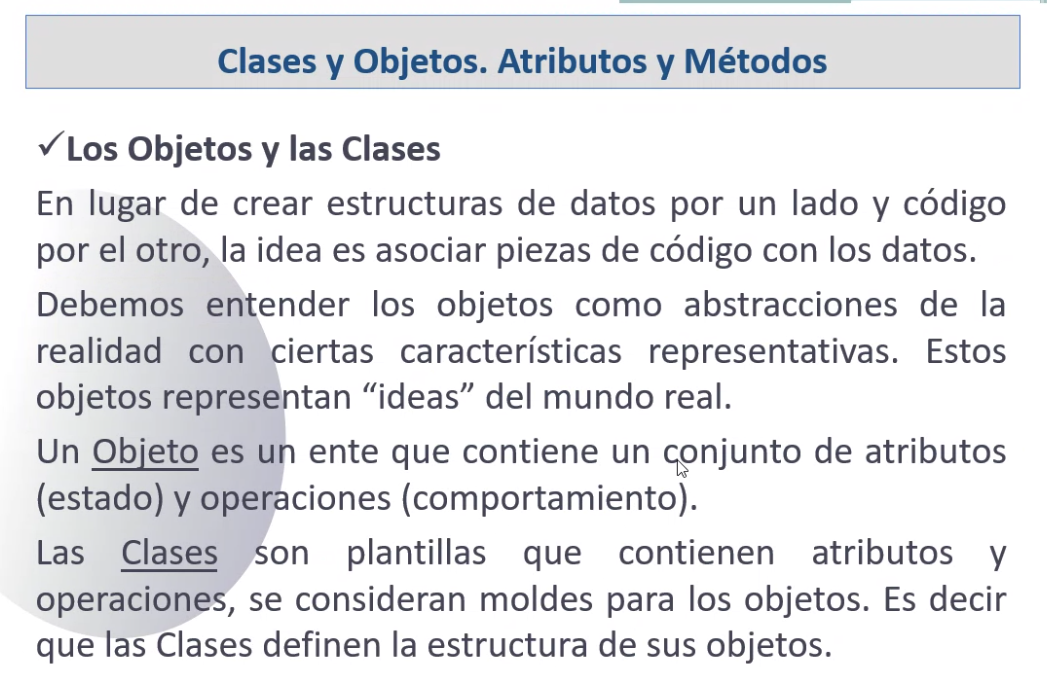 Clases y Objetos. Atributos y Métodos
✓Los Objetos y las Clases
En lugar de crear estructuras de datos por un lado y código
por el otro, la idea es asociar piezas de código con los datos.
Debemos entender los objetos como abstracciones de la
realidad con ciertas características representativas. Estos
objetos representan “ideas” del mundo real.
Un Objeto es un ente que contiene un conjunto de atributos
(estado) y operaciones (comportamiento).
Las Clases son plantillas que contienen atributos y
operaciones, se consideran moldes para los objetos. Es decir
que las Clases definen la estructura de sus objetos.